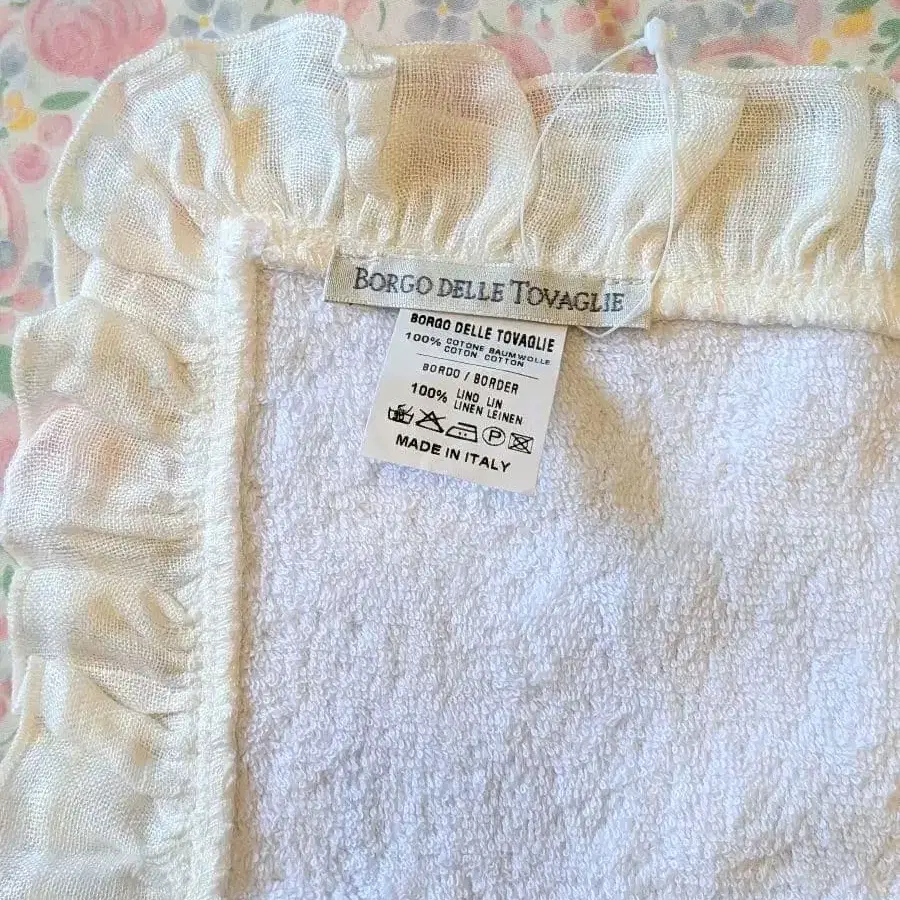 BORGO DELLE TOVAGLIE
BORGO DELLE TOVAGLIE
100% COTONE BAUMWOLLE
COTON COTTON
BORDO / BORDER
100% LINO LIN
LINEN LEINEN
P
MADE IN ITALY